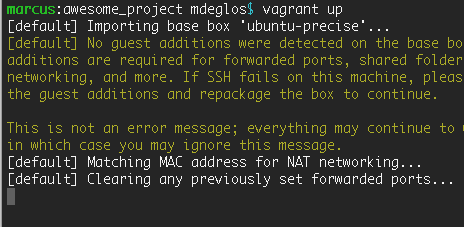 marcus:awesome_project mdeglos$ vagrant up
[default] Importing base box 'ubuntu-precise'...
[default] No guest additions were detected on the base bo
additions are required for forwarded ports, shared folder
networking, and more. If SSH fails on this machine, pleas
the guest additions and repackage the box to continue.
This is not an error message; everything may continue to
in which case you may ignore this message.
[default] Matching MAC address for NAT networking...
[default] Clearing any previously set forwarded ports...